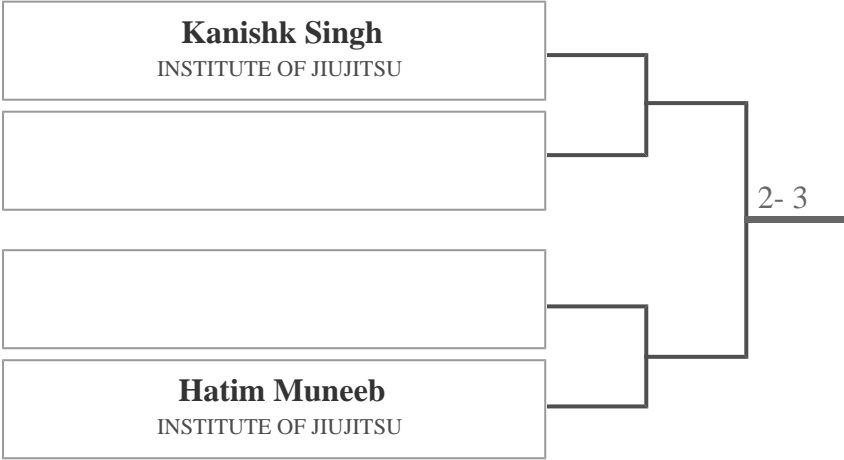 Kanishk Singh
INSTITUTE OF JIUJITSU
2- 3
Hatim Muneeb
INSTITUTE OF JIUJITSU